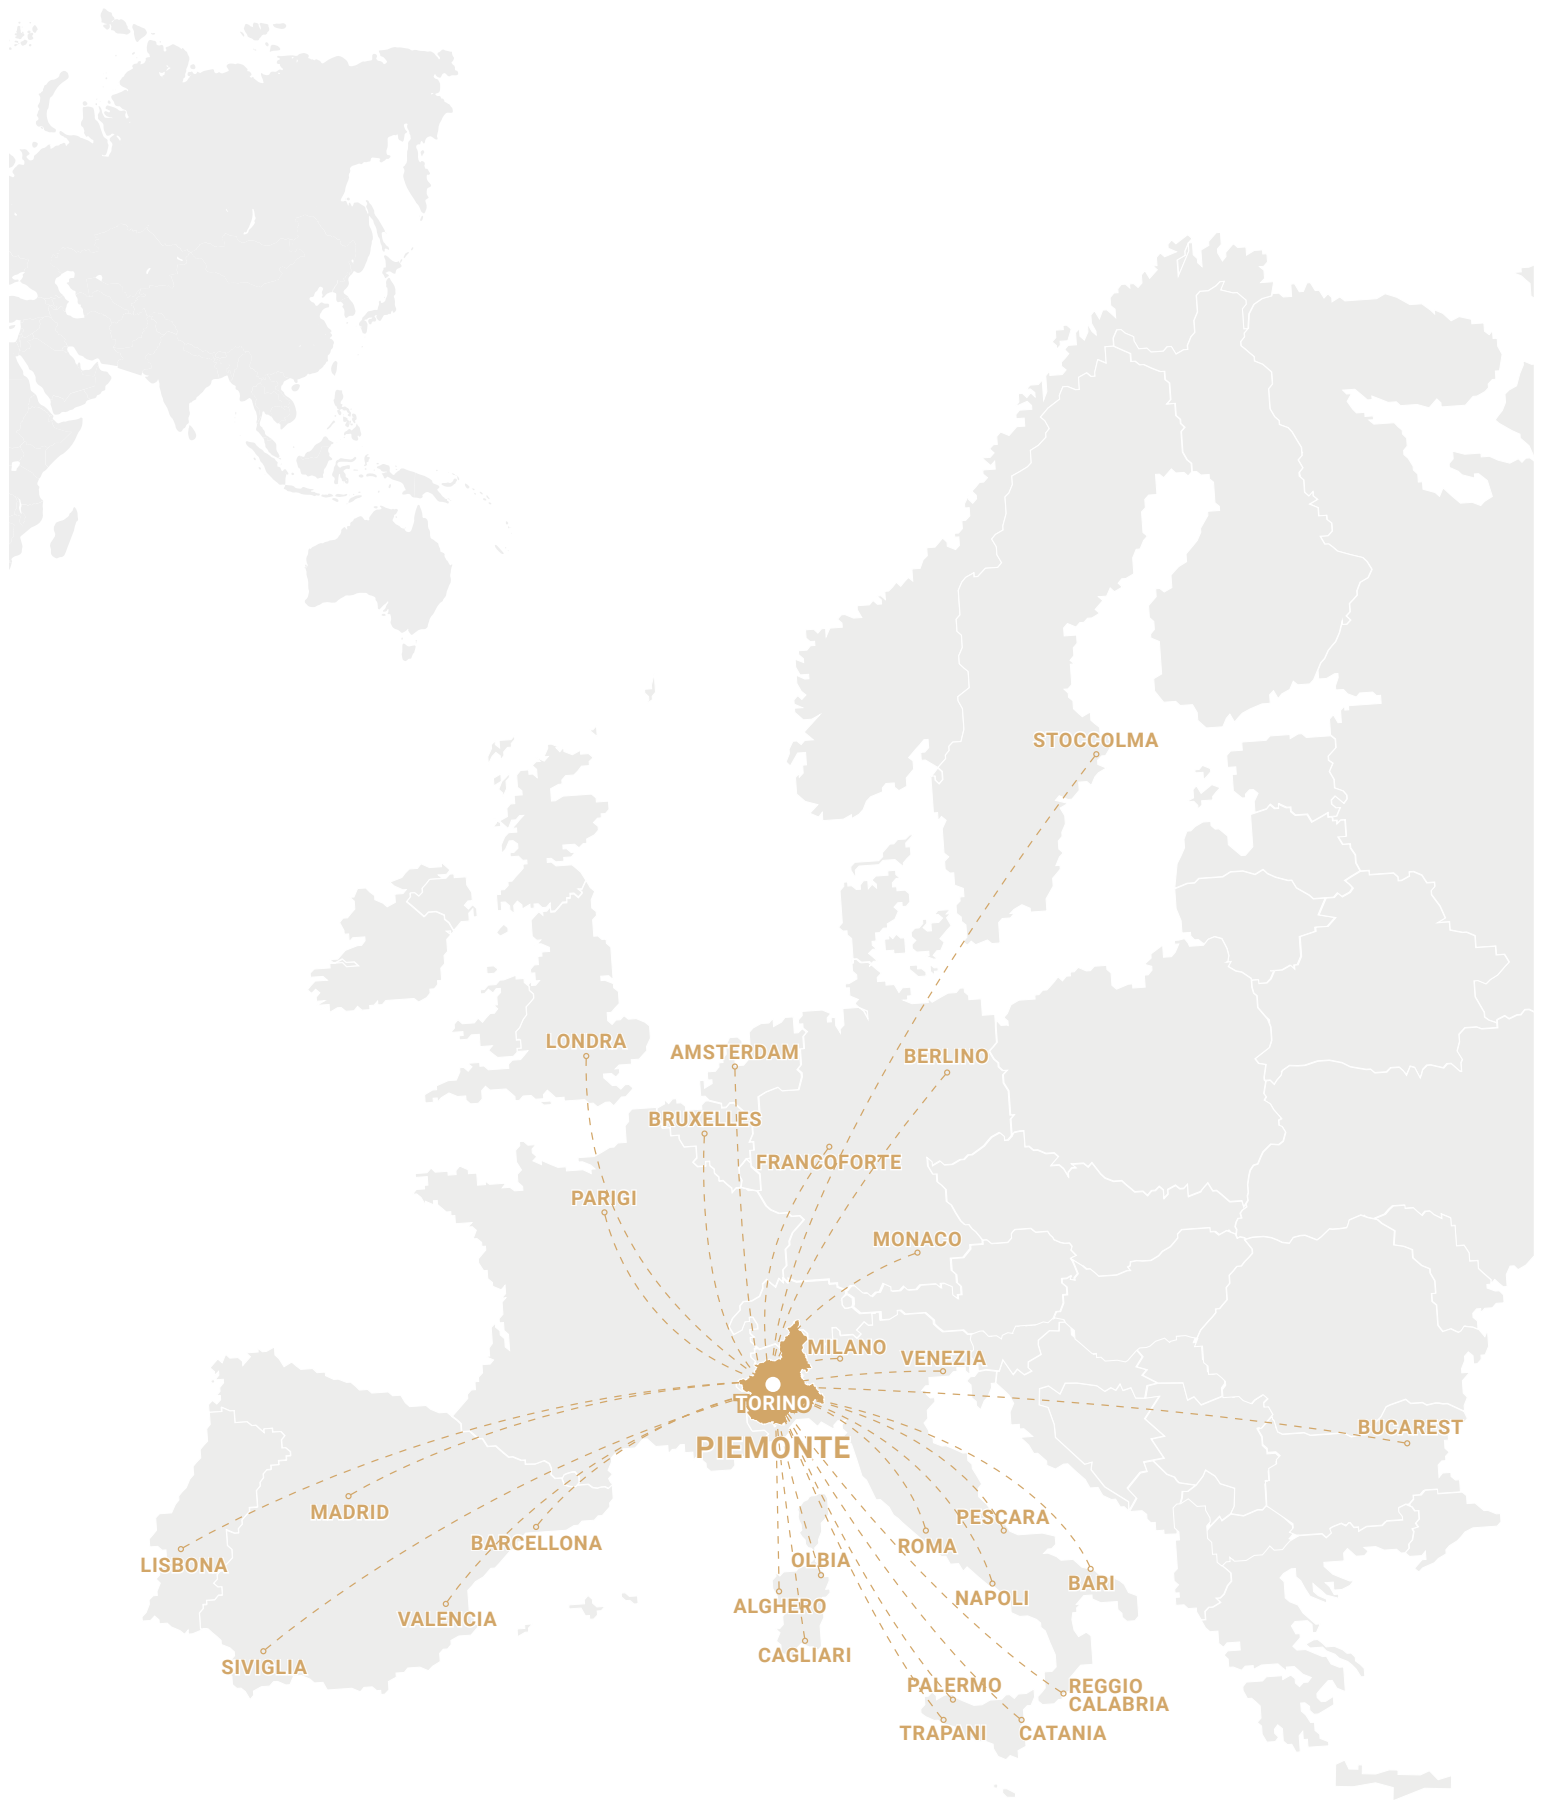 STOCCOLMA
LONDRA
AMSTERDAM
BERLINO
BRUXELLES
FRANCOFORTE
PARIGI
MONACO
MILANO
VENEZIA
TORINO
BUCAREST
PIEMONTE
MADRID
PESCARA
BARCELLONA
ROMA
OLBIA
LISBONA
BARI
NAPOLI
ALGHERO
VALENCIA
CAGLIARI
SIVIGLIA
PALERMO
REGGIO
CALABRIA
TRAPANI
CATANIA